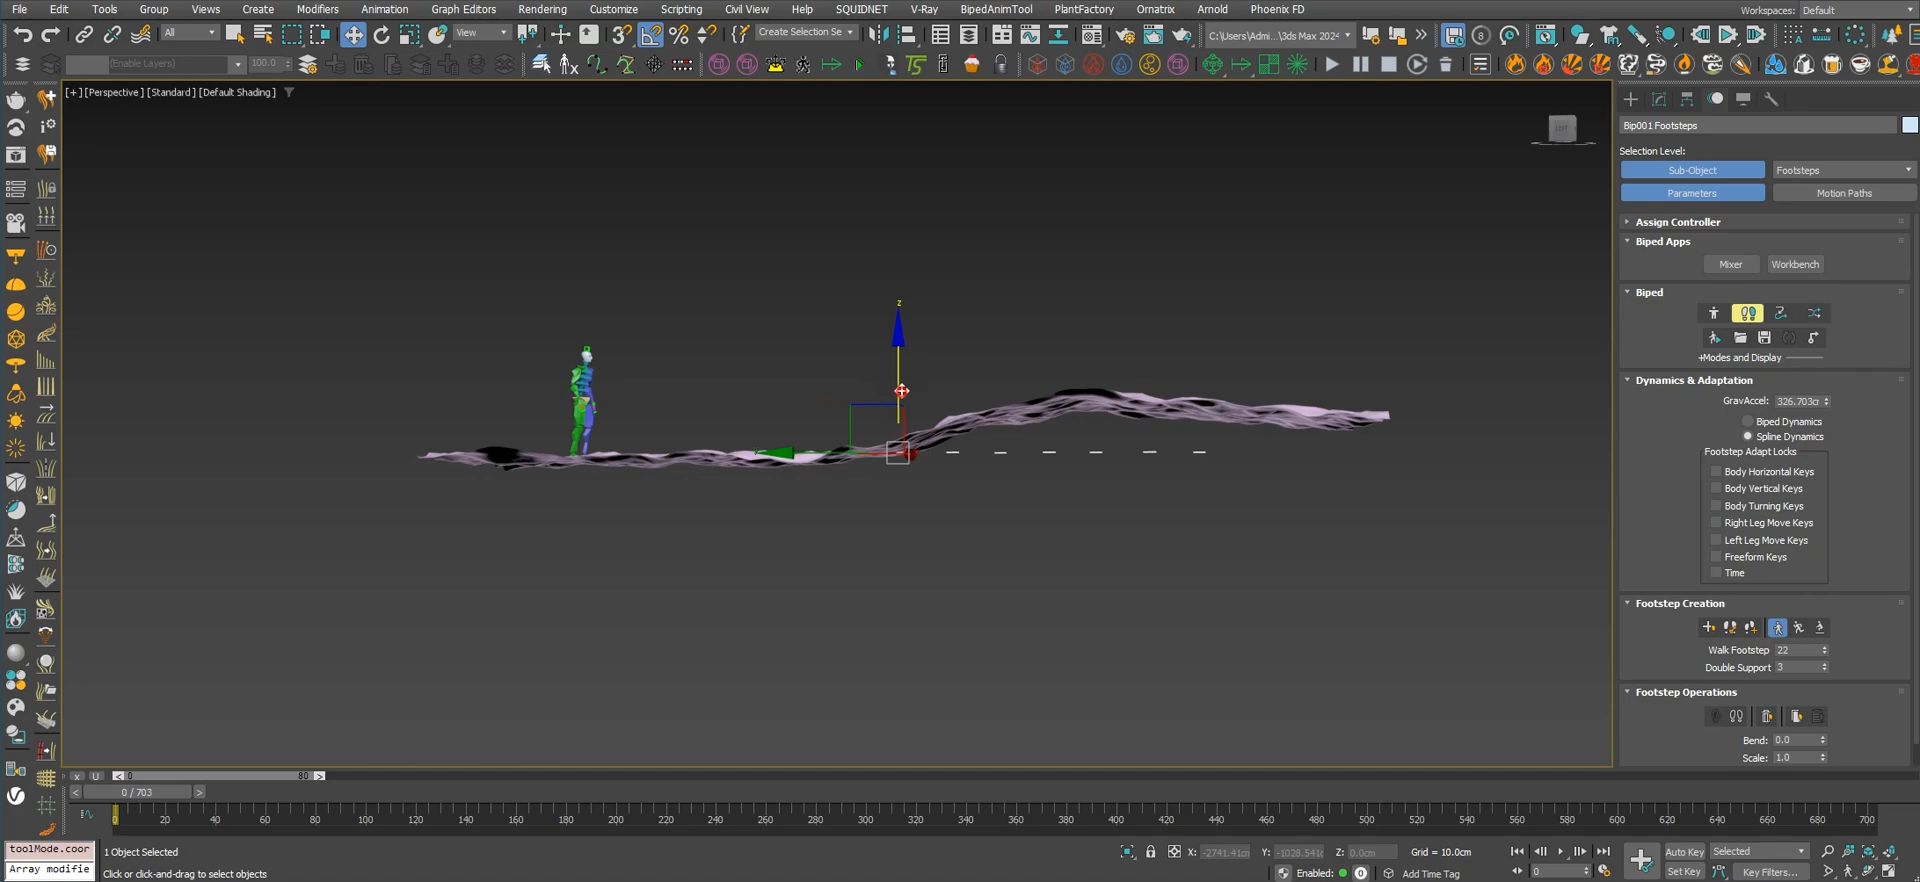 File Edit Tools Group Views Create Modifiers Animation Graph Editors Rendering Customize Scripting Civil View Help SQUIDNET V-Ray BipedAnimTool PlantFactory Ornatrix Arnold Phoenix FD Workspaces: Default
All View Create Selection Se C:\Users\Admi...\3ds Max 2024
(Enable Layers) 100.0
[+] [Perspective] [Standard] [Default Shading]
Bip001 Footsteps
Selection Level:
Sub-Object Footsteps
Parameters Motion Paths
Assign Controller
Biped Apps
Mixer Workbench
Biped
+Modes and Display
Dynamics & Adaptation
GravAccel: 326.703cr
Biped Dynamics
Spline Dynamics
Footstep Adapt Locks
Body Horizontal Keys
Body Vertical Keys
Body Turning Keys
Right Leg Move Keys
Left Leg Move Keys
Freeform Keys
Time
Footstep Creation
Walk Footstep 22
Double Support 3
Footstep Operations
Bend: 0.0
Scale: 1.0
z
x U < 0 80 >
< 0 / 703 >
0 20 40 60 80 100 120 140 160 180 200 220 240 260 280 300 320 340 360 380 400 420 440 460 480 500 520 540 560 580 600 620 640 660 680 700
toolMode.coor 1 Object Selected X: -2741.41cm Y: -1028.541c Z: 0.0cm Grid = 10.0cm Auto Key Selected
Array modifie Click or click-and-drag to select objects Enabled: 0 Add Time Tag 0 Set Key Key Filters...